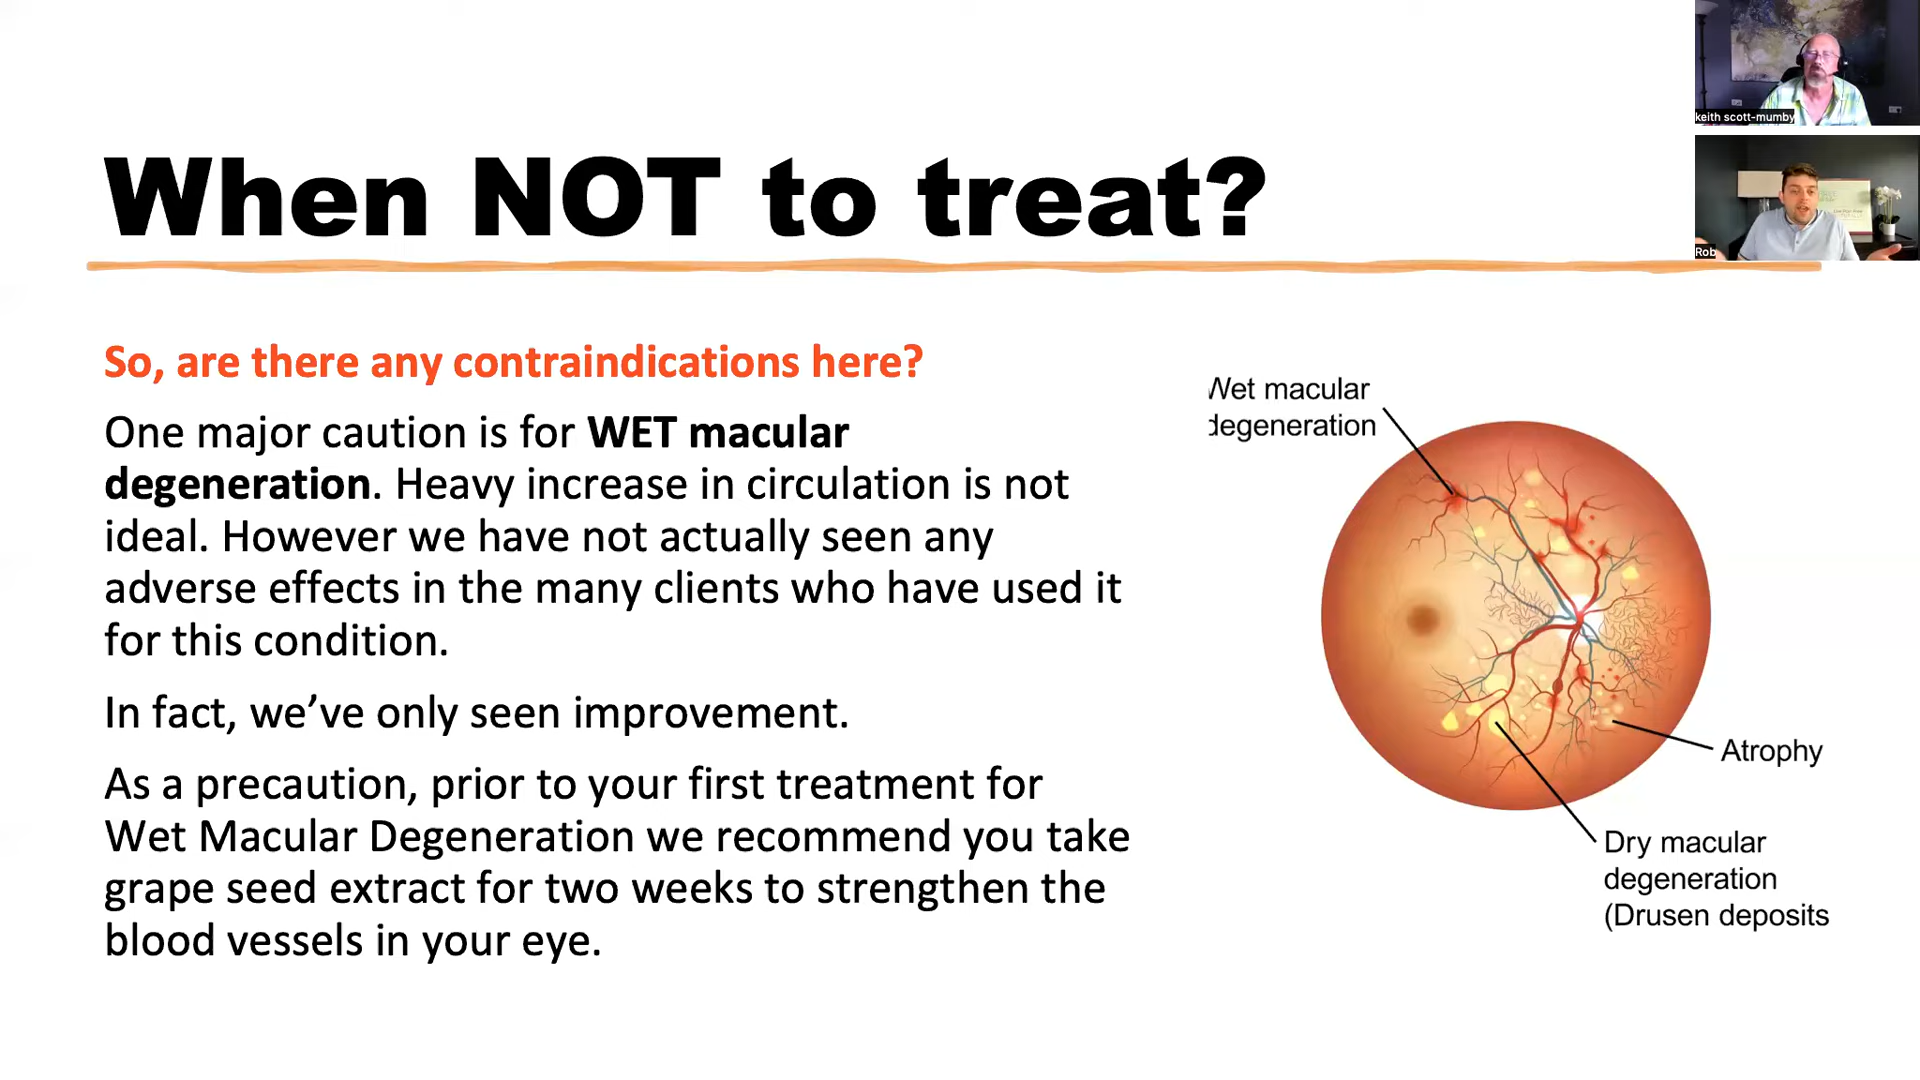 When NOT to treat?
keith scott-mumby
Rob
So, are there any contraindications here?
One major caution is for WET macular
degeneration. Heavy increase in circulation is not
ideal. However we have not actually seen any
adverse effects in the many clients who have used it
for this condition.
In fact, we’ve only seen improvement.
As a precaution, prior to your first treatment for
Wet Macular Degeneration we recommend you take
grape seed extract for two weeks to strengthen the
blood vessels in your eye.
Wet macular
degeneration
Atrophy
Dry macular
degeneration
(Drusen deposits